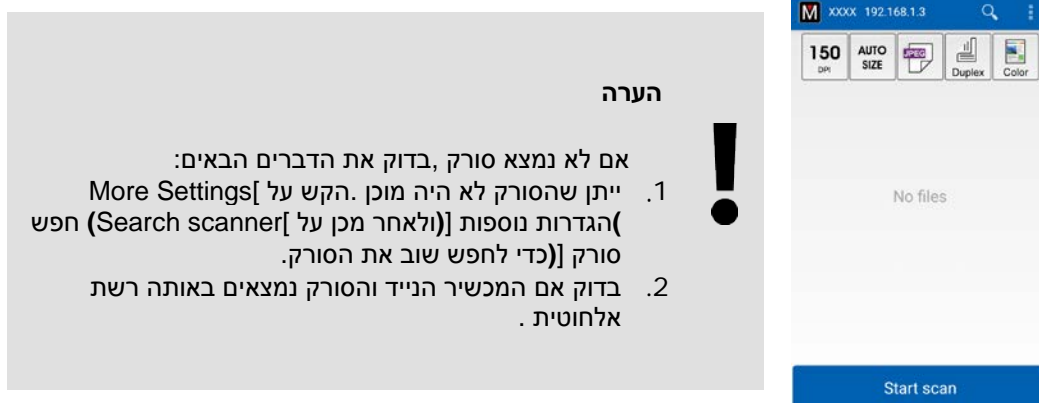 הערה
אם לא נמצא סורק ,בדוק את הדברים הבאים:
1. ייתן שהסורק לא היה מוכן .הקש על [More Settings
(הגדרות נוספות [(ולאחר מכן על [Search scanner) חפש
סורק [(כדי לחפש שוב את הסורק.
2. בדוק אם המכשיר הנייד והסורק נמצאים באותה רשת
אלחוטית .
M XXXX 192.168.1.3
150 DPI AUTO SIZE JPEG Duplex Color
No files
Start scan